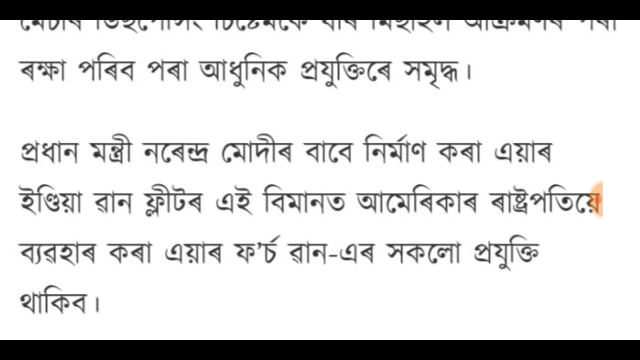 ৰক্ষা পৰিব পৰা আধুনিক প্ৰযুক্তিৰে সমৃদ্ধ।
প্ৰধান মন্ত্ৰী নৰেন্দ্ৰ মোদীৰ বাবে নিৰ্মাণ কৰা এয়াৰ
ইণ্ডিয়া ৱান ফ্লীটৰ এই বিমানত আমেৰিকাৰ ৰাষ্ট্ৰপতিয়ে
ব্যৱহাৰ কৰা এয়াৰ ফ'ৰ্চ ৱান-এৰ সকলো প্ৰযুক্তি
থাকিব।